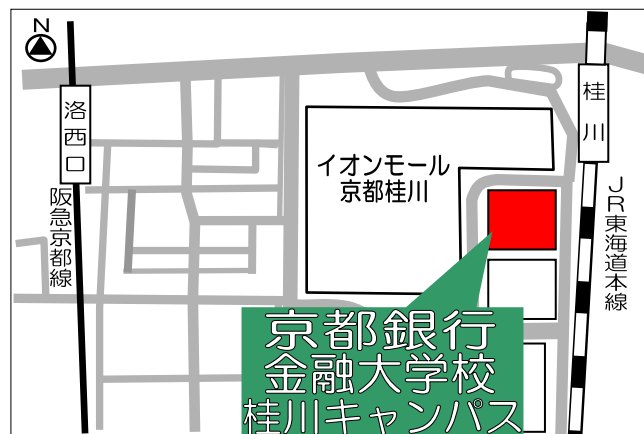 N
洛西口
阪急京都線
イオンモール
京都桂川
桂川
JR東海道本線
京都銀行
金融大学校
桂川キャンパス